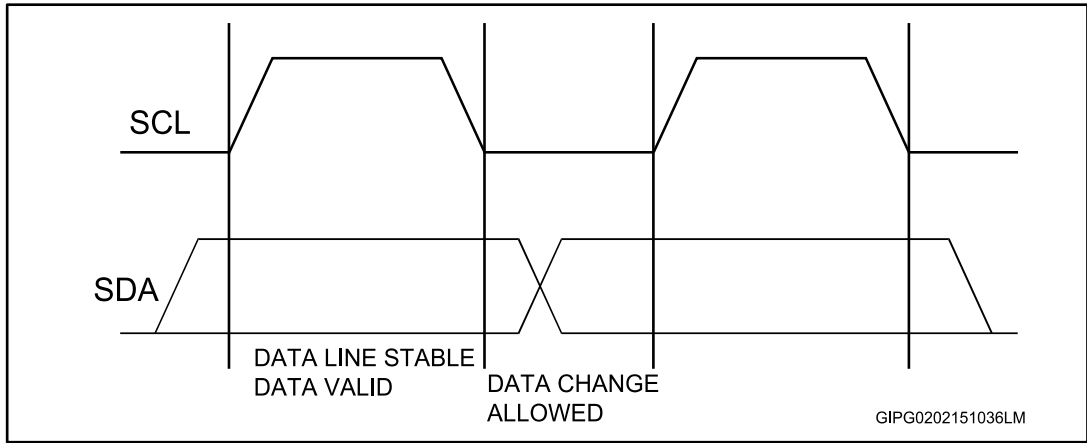 SCL
SDA
DATA LINE STABLE
DATA VALID
DATA CHANGE
ALLOWED
GIPG0202151036LM